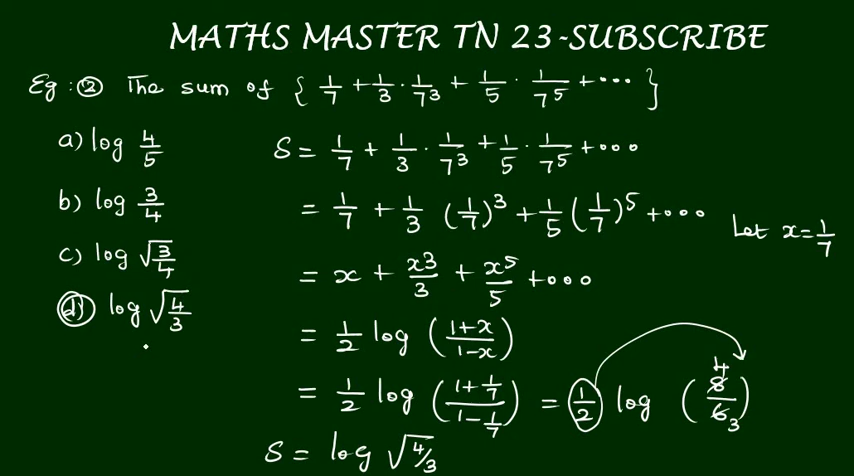 MATHS MASTER TN 23-SUBSCRIBE
Eg : ② The sum of { 1/7 + 1/3 · 1/7³ + 1/5 · 1/7⁵ + ··· }
a) log 4/5
b) log 3/4
c) log √(3/4)
d) log √(4/3)
S = 1/7 + 1/3 · 1/7³ + 1/5 · 1/7⁵ + ···
= 1/7 + 1/3 (1/7)³ + 1/5 (1/7)⁵ + ···
Let x = 1/7
= x + x³/3 + x⁵/5 + ···
= 1/2 log ((1+x)/(1-x))
= 1/2 log ((1+1/7)/(1-1/7)) = 1/2 log (8/6) 4 3
S = log √(4/3)